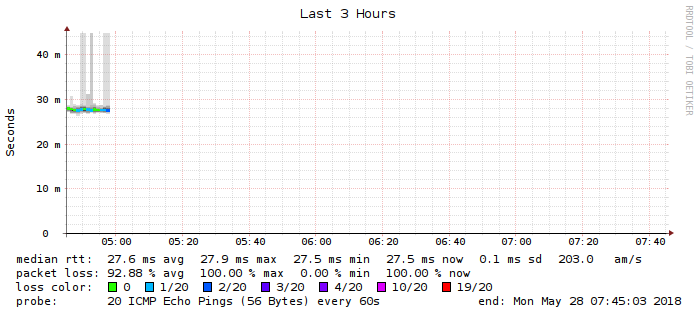 Last 3 Hours
RRDTOOL / TOBI OETIKER
Seconds
40 m
30 m
20 m
10 m
0
05:00 05:20 05:40 06:00 06:20 06:40 07:00 07:20 07:40
median rtt: 27.6 ms avg 27.9 ms max 27.5 ms min 27.5 ms now 0.1 ms sd 203.0 am/s
packet loss: 92.88 % avg 100.00 % max 0.00 % min 100.00 % now
loss color: 0 1/20 2/20 3/20 4/20 10/20 19/20
probe: 20 ICMP Echo Pings (56 Bytes) every 60s end: Mon May 28 07:45:03 2018